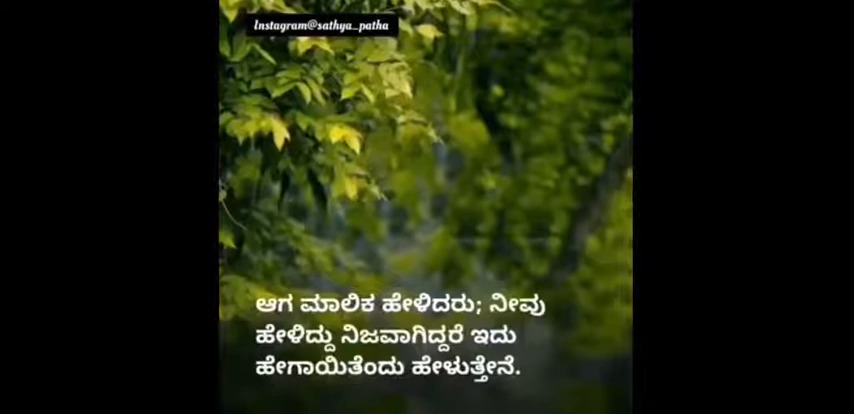 Instagram@sathya_patha
ಆಗ ಮಾಲಿಕ ಹೇಳಿದರು; ನೀವು
ಹೇಳಿದ್ದು ನಿಜವಾಗಿದ್ದರೆ ಇದು
ಹೇಗಾಯಿತೆಂದು ಹೇಳುತ್ತೇನೆ.